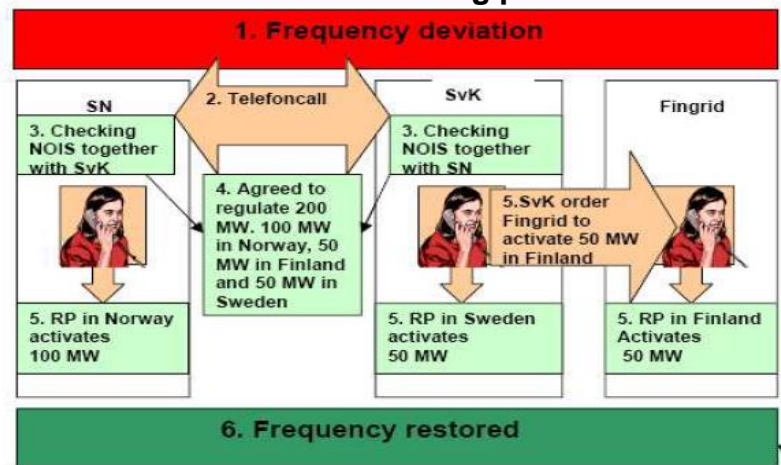 1. Frequency deviation
SN
2. Telefoncall
SvK
Fingrid
3. Checking
NOIS together
with SvK
3. Checking
NOIS together
with SN
4. Agreed to
regulate 200
MW. 100 MW
in Norway, 50
MW in Finland
and 50 MW in
Sweden
5.SvK order
Fingrid to
activate 50 MW
in Finland
5. RP in Norway
activates
100 MW
5. RP in Sweden
activates
50 MW
5. RP in Finland
Activates
50 MW
6. Frequency restored